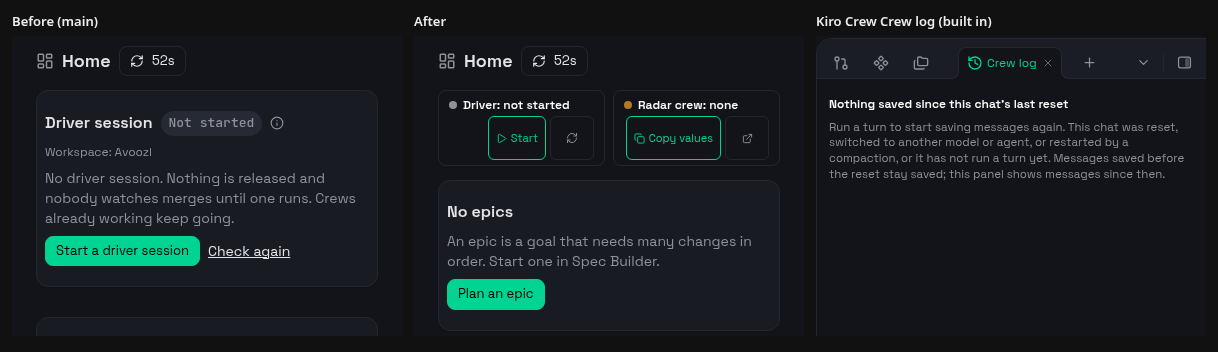 Before (main)
Home
52s
Driver session
Not started
Workspace: Avoozl
No driver session. Nothing is released and
nobody watches merges until one runs. Crews
already working keep going.
Start a driver session
Check again
After
Home
52s
Driver: not started
Start
Radar crew: none
Copy values
No epics
An epic is a goal that needs many changes in
order. Start one in Spec Builder.
Plan an epic
Kiro Crew Crew log (built in)
Crew log
Nothing saved since this chat's last reset
Run a turn to start saving messages again. This chat was reset,
switched to another model or agent, or restarted by a
compaction, or it has not run a turn yet. Messages saved before
the reset stay saved; this panel shows messages since then.